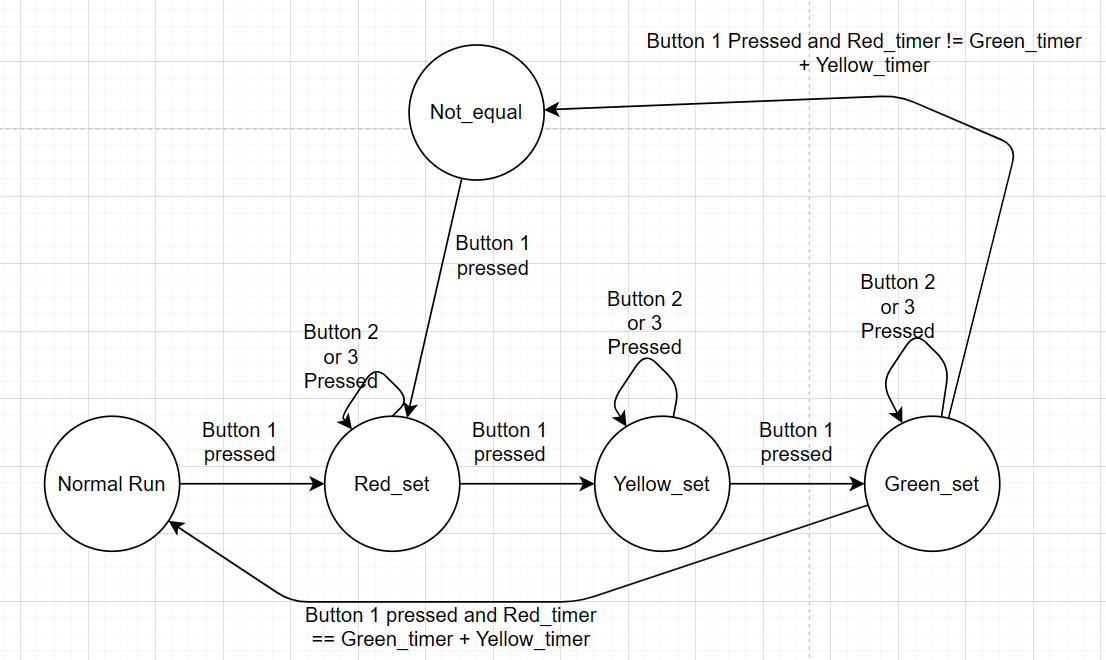 Button 1 Pressed and Red_timer != Green_timer
+ Yellow_timer
Not_equal
Button 1
pressed
Button 2
or 3
Pressed
Button 2
or 3
Pressed
Button 2
or 3
Pressed
Button 1
pressed
Button 1
pressed
Button 1
pressed
Normal Run
Red_set
Yellow_set
Green_set
Button 1 pressed and Red_timer
== Green_timer + Yellow_timer